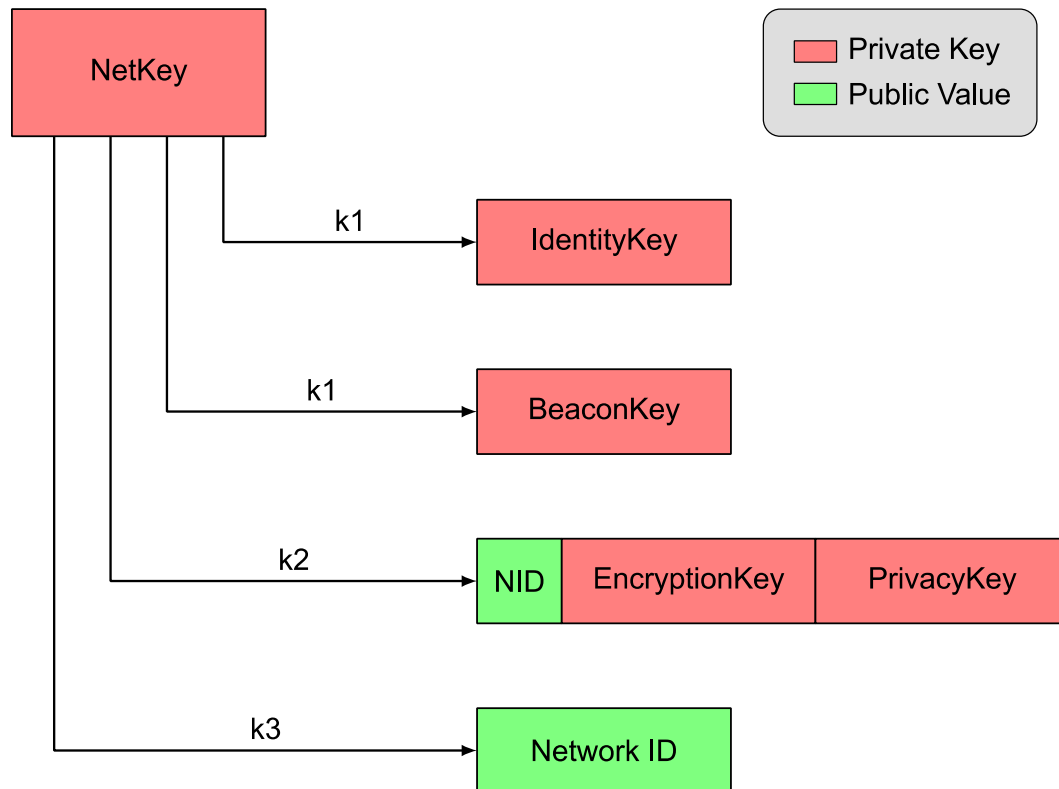 NetKey
Private Key
Public Value
k1
IdentityKey
k1
BeaconKey
k2
NID
EncryptionKey
PrivacyKey
k3
Network ID